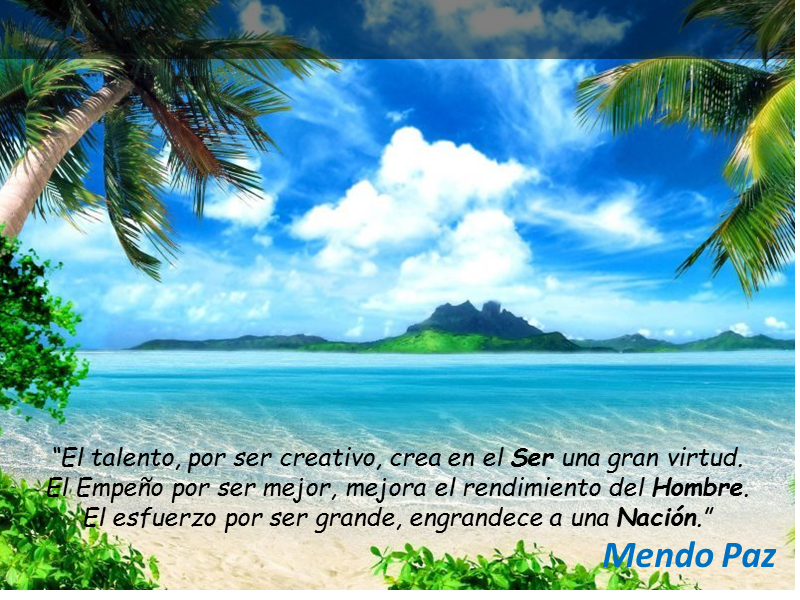 "El talento, por ser creativo, crea en el Ser una gran virtud.
El Empeño por ser mejor, mejora el rendimiento del Hombre.
El esfuerzo por ser grande, engrandece a una Nación."
Mendo Paz